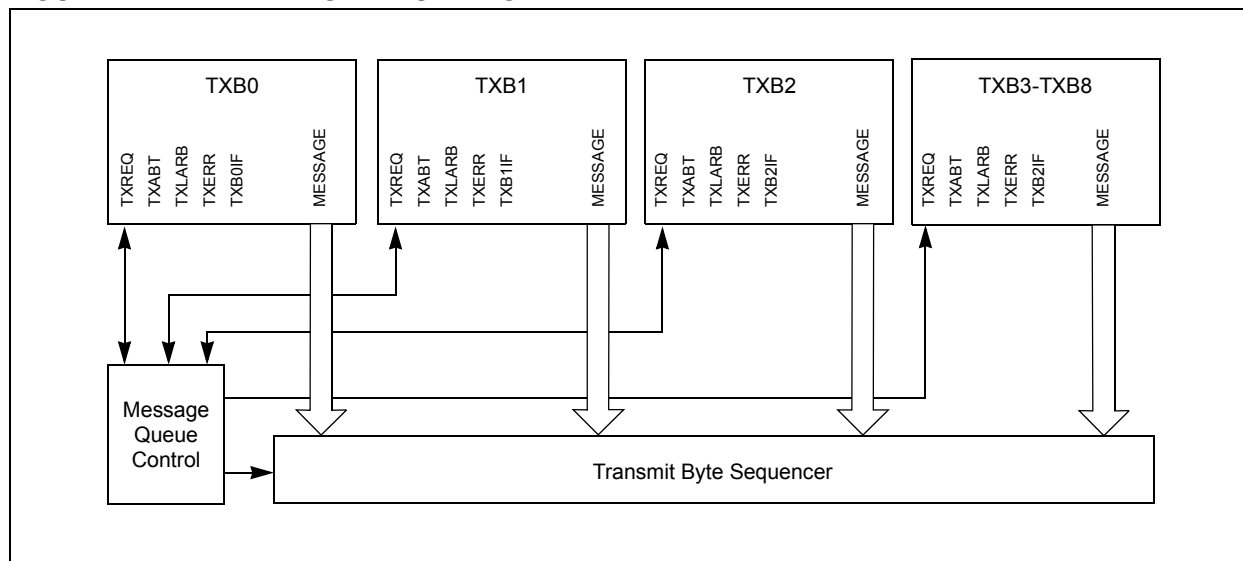 TXB0
TXREQ
TXABT
TXLARB
TXERR
TXB0IF
MESSAGE
TXB1
TXREQ
TXABT
TXLARB
TXERR
TXB1IF
MESSAGE
TXB2
TXREQ
TXABT
TXLARB
TXERR
TXB2IF
MESSAGE
TXB3-TXB8
TXREQ
TXABT
TXLARB
TXERR
TXB2IF
MESSAGE
Message
Queue
Control
Transmit Byte Sequencer